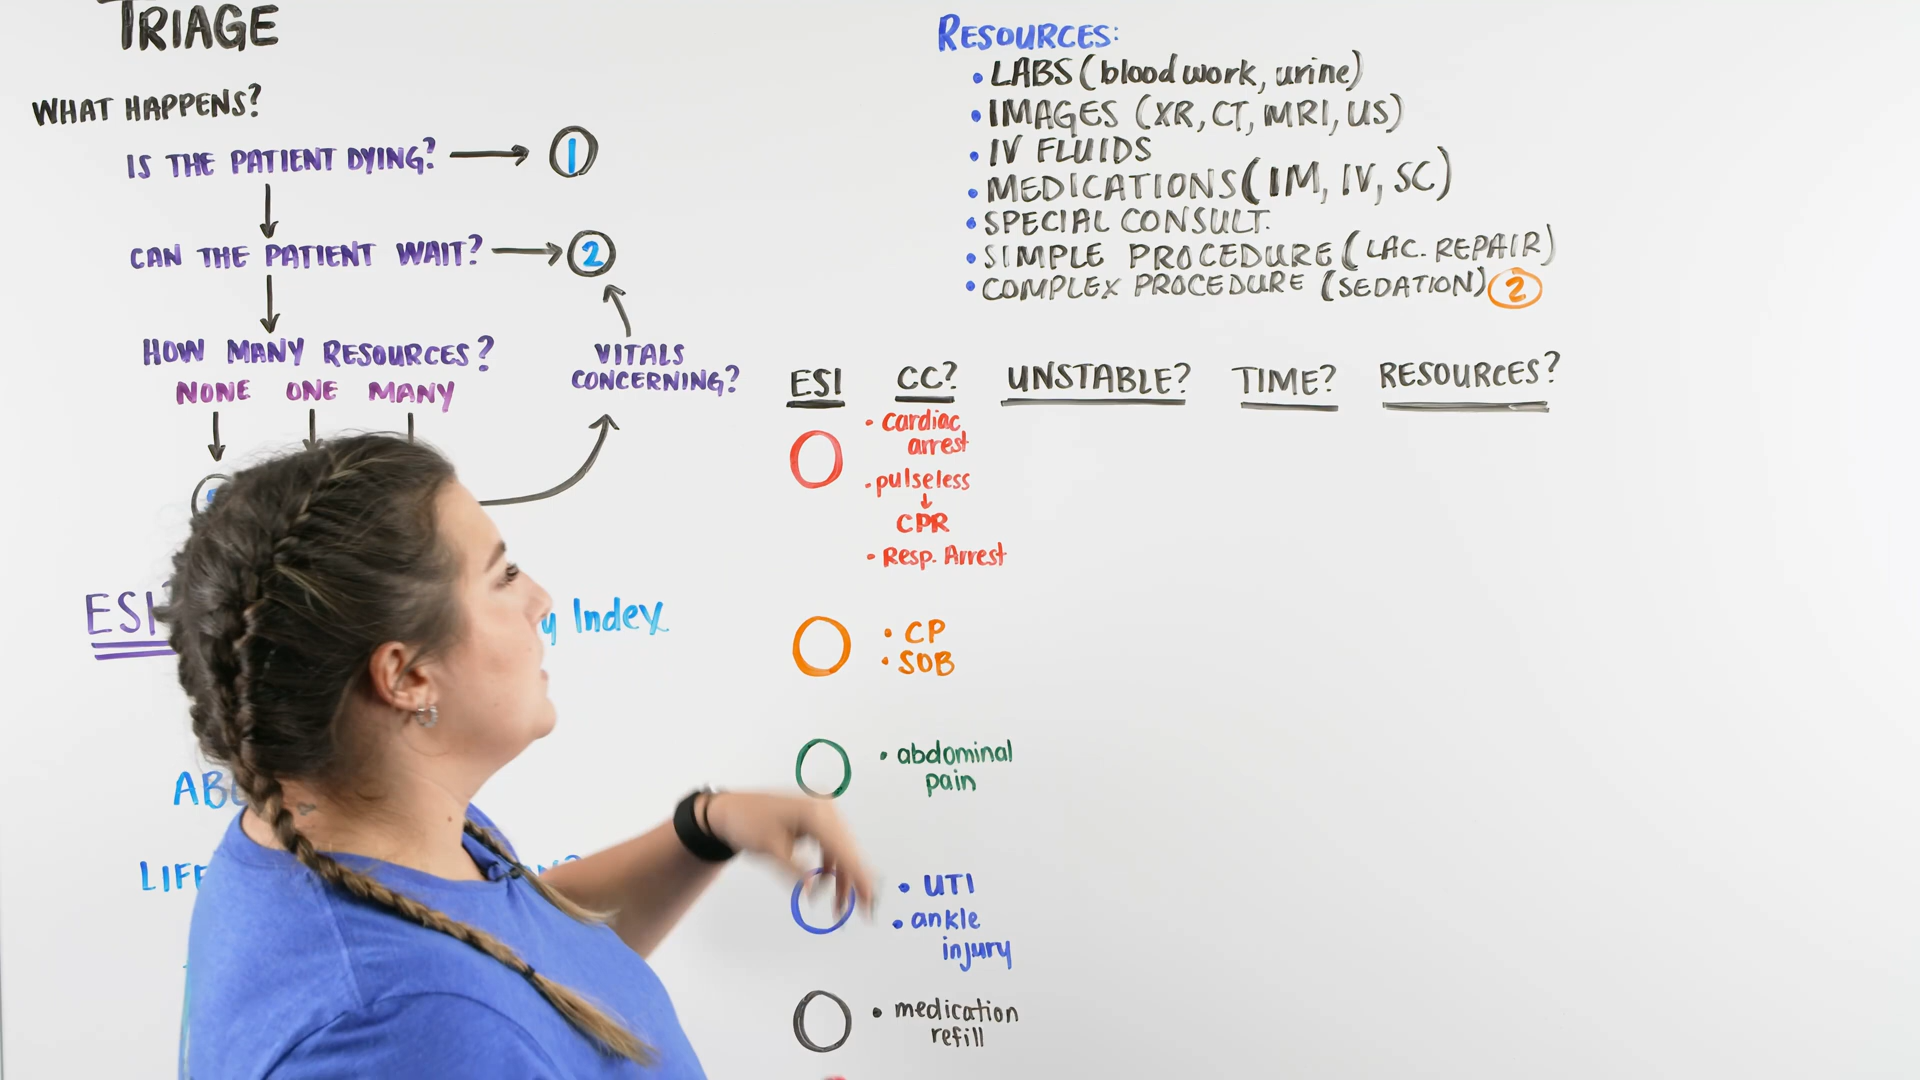 TRIAGE
WHAT HAPPENS?
IS THE PATIENT DYING?
1
CAN THE PATIENT WAIT?
2
HOW MANY RESOURCES?
NONE ONE MANY
VITALS
CONCERNING?
ESI
Index
RESOURCES:
• LABS (blood work, urine)
• IMAGES (XR, CT, MRI, US)
• IV FLUIDS
• MEDICATIONS (IM, IV, SC)
• SPECIAL CONSULT.
• SIMPLE PROCEDURE (LAC. REPAIR)
• COMPLEX PROCEDURE (SEDATION) 2
ESI CC? UNSTABLE? TIME? RESOURCES?
• cardiac
arrest
• pulseless
CPR
• Resp. Arrest
• CP
• SOB
• abdominal
pain
• UTI
• ankle
injury
• medication
refill